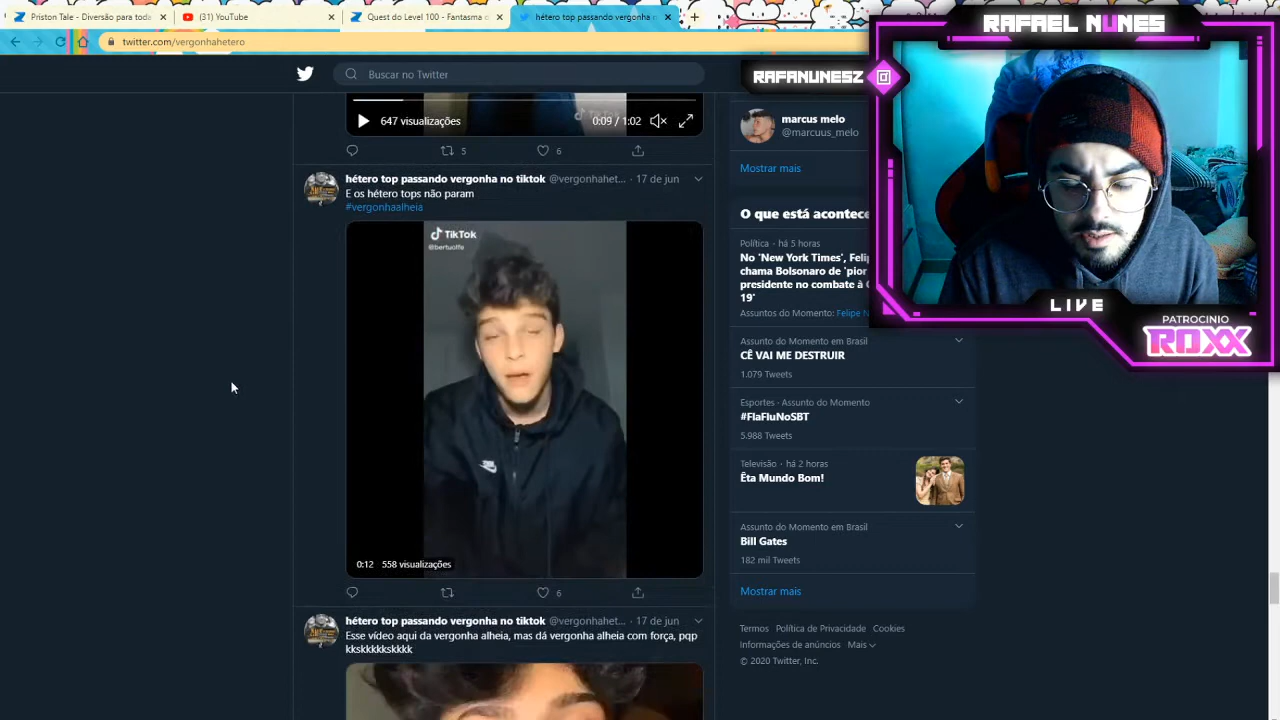 Priston Tale - Diversão para toda
(31) YouTube
Quest do Level 100 - Fantasma d
hétero top passando vergonha n
twitter.com/vergonhahetero
Buscar no Twitter
647 visualizações
0:09 / 1:02
5
6
hétero top passando vergonha no tiktok @vergonhahet... · 17 de jun
E os hétero tops não param
#vergonhaalheia
TikTok
@bertuolfe
0:12 558 visualizações
6
hétero top passando vergonha no tiktok @vergonhahet... · 17 de jun
Esse vídeo aqui da vergonha alheia, mas dá vergonha alheia com força, pqp
kkskkkkkskkkk
marcus melo
@marcuus_melo
Mostrar mais
O que está acontece
Política · há 5 horas
No 'New York Times', Felip
chama Bolsonaro de 'pior
presidente no combate à C
19'
Assuntos do Momento: Felipe N
Assunto do Momento em Brasil
CÊ VAI ME DESTRUIR
1.079 Tweets
Esportes · Assunto do Momento
#FlaFluNoSBT
5.988 Tweets
Televisão · há 2 horas
Êta Mundo Bom!
Assunto do Momento em Brasil
Bill Gates
182 mil Tweets
Mostrar mais
Termos Política de Privacidade Cookies
Informações de anúncios Mais
© 2020 Twitter, Inc.
RAFAEL NUNES
RAFANUNESZ
LIVE
PATROCINIO
ROXX